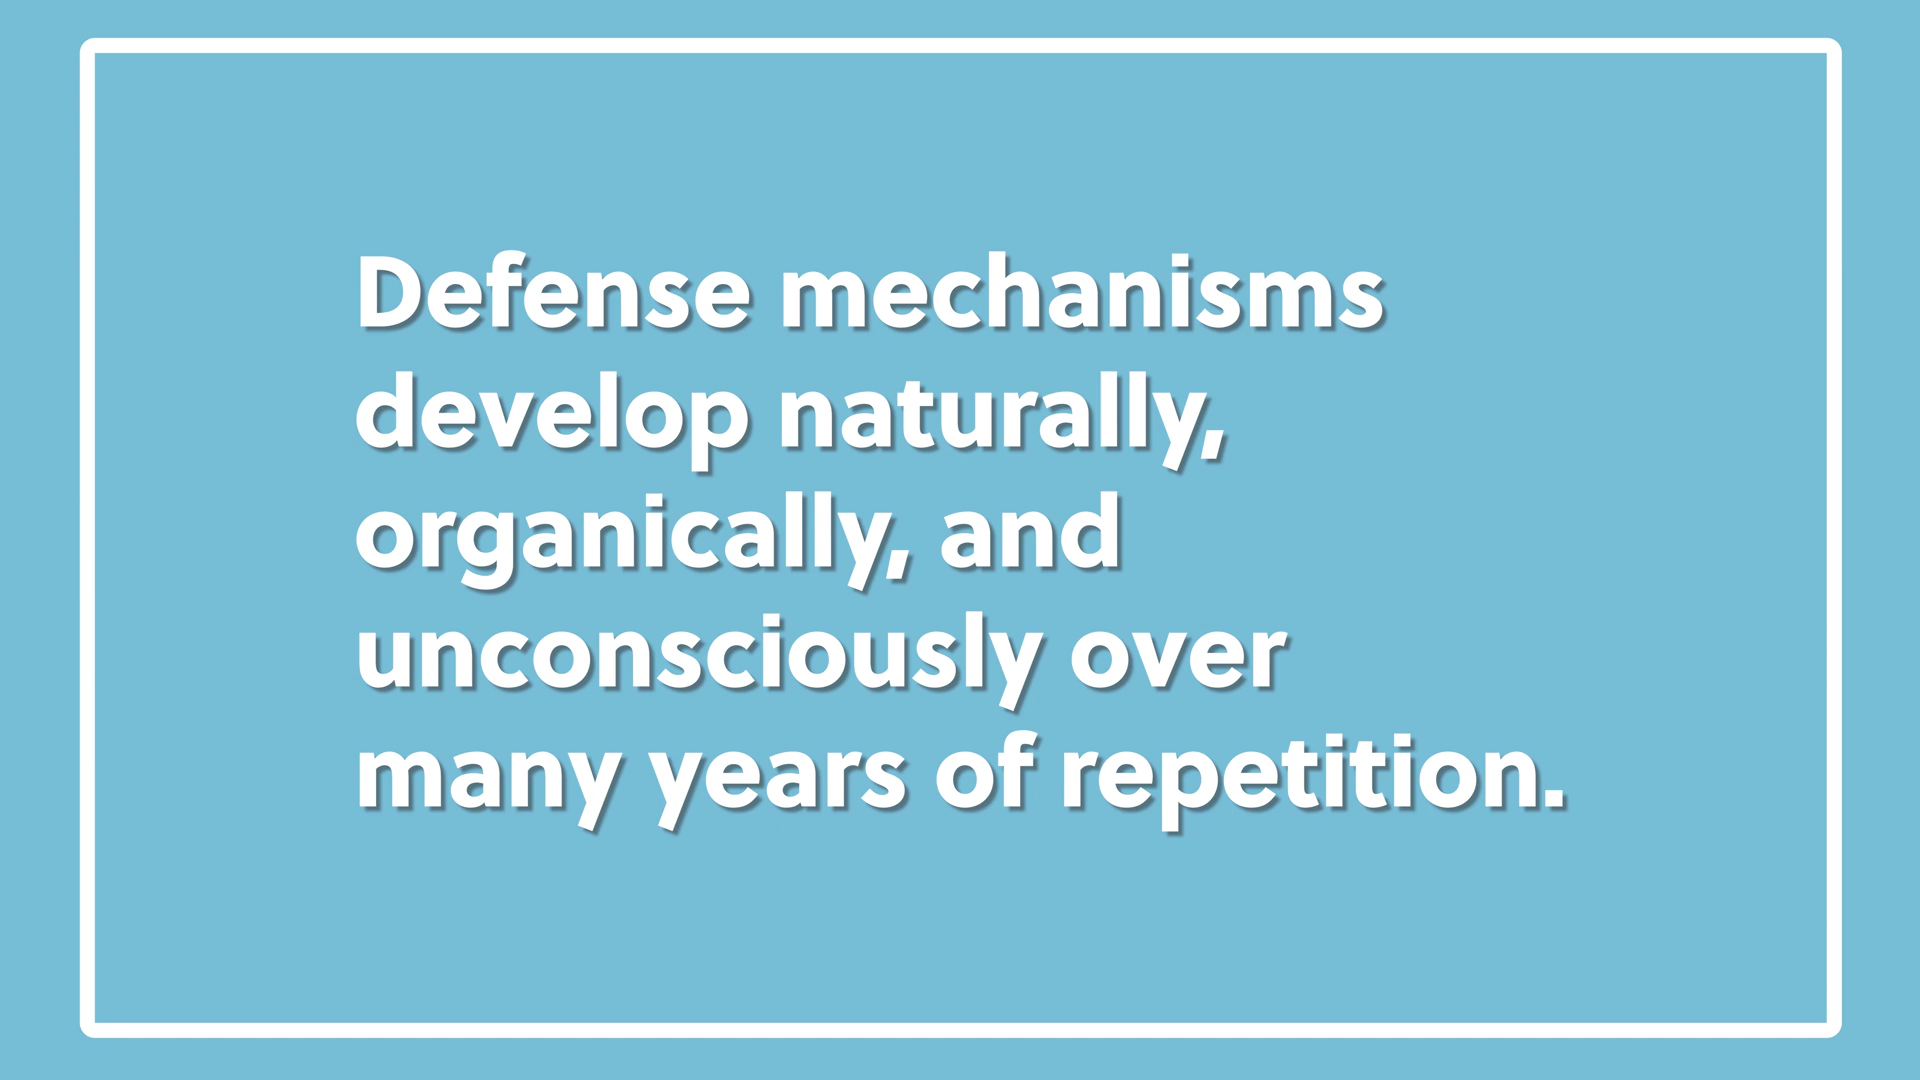 Defense mechanisms
develop naturally,
organically, and
unconsciously over
many years of repetition.